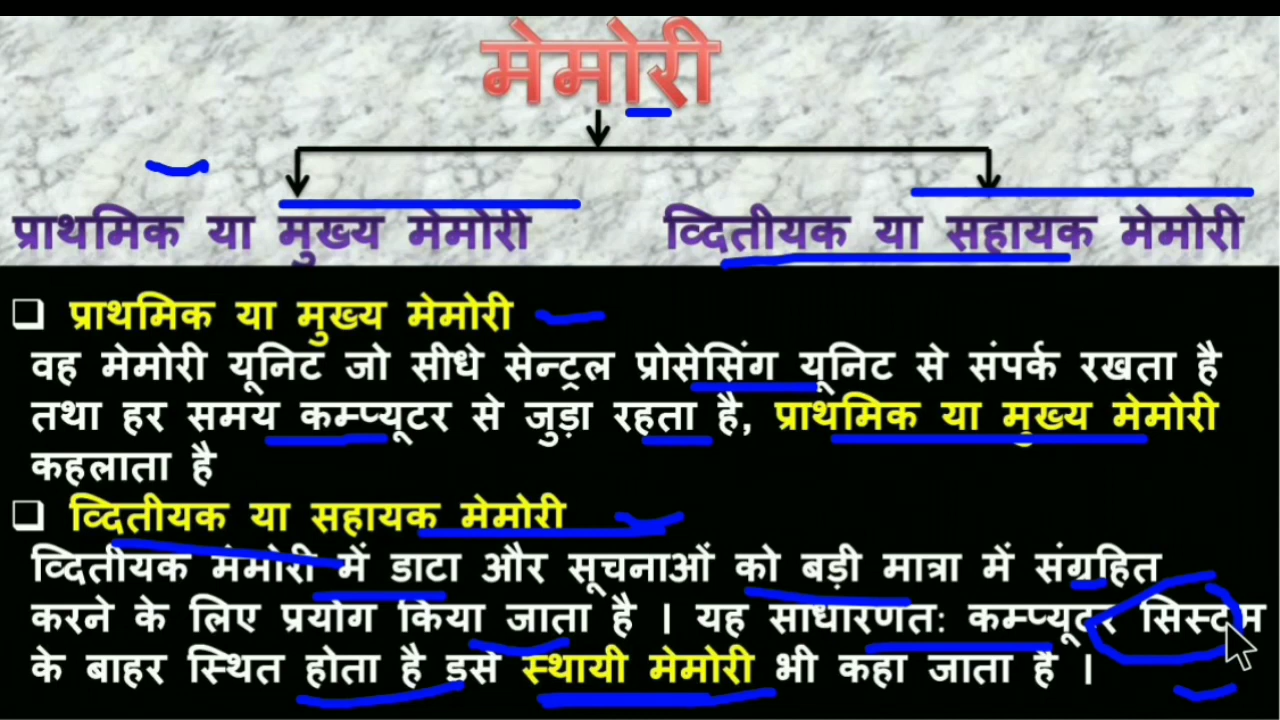 मेमोरी
प्राथमिक या मुख्य मेमोरी
व्दितीयक या सहायक मेमोरी
प्राथमिक या मुख्य मेमोरी
वह मेमोरी यूनिट जो सीधे सेन्ट्रल प्रोसेसिंग यूनिट से संपर्क रखता है
तथा हर समय कम्प्यूटर से जुड़ा रहता है, प्राथमिक या मुख्य मेमोरी
कहलाता है
व्दितीयक या सहायक मेमोरी
व्दितीयक मेमोरी में डाटा और सूचनाओं को बड़ी मात्रा में संग्रहित
करने के लिए प्रयोग किया जाता है । यह साधारणत: कम्प्यूटर सिस्टम
के बाहर स्थित होता है इसे स्थायी मेमोरी भी कहा जाता है ।